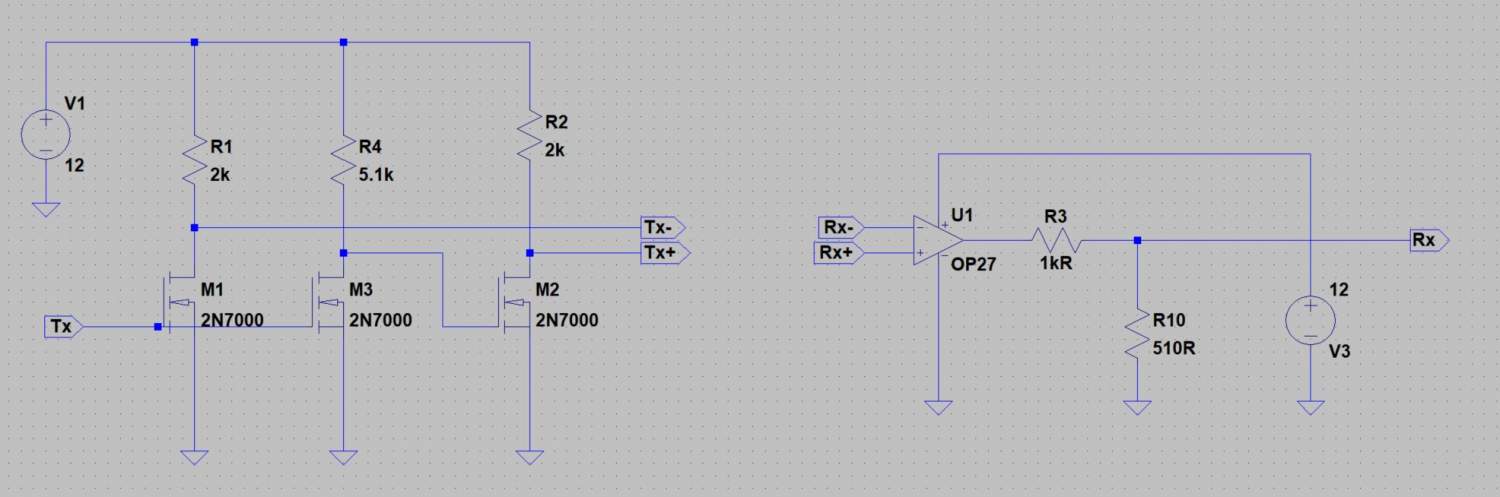 V1
12
R1
2k
R4
5.1k
R2
2k
Tx-
Tx+
M1
2N7000
M3
2N7000
M2
2N7000
Tx
Rx-
Rx+
U1
OP27
R3
1kR
Rx
R10
510R
12
V3